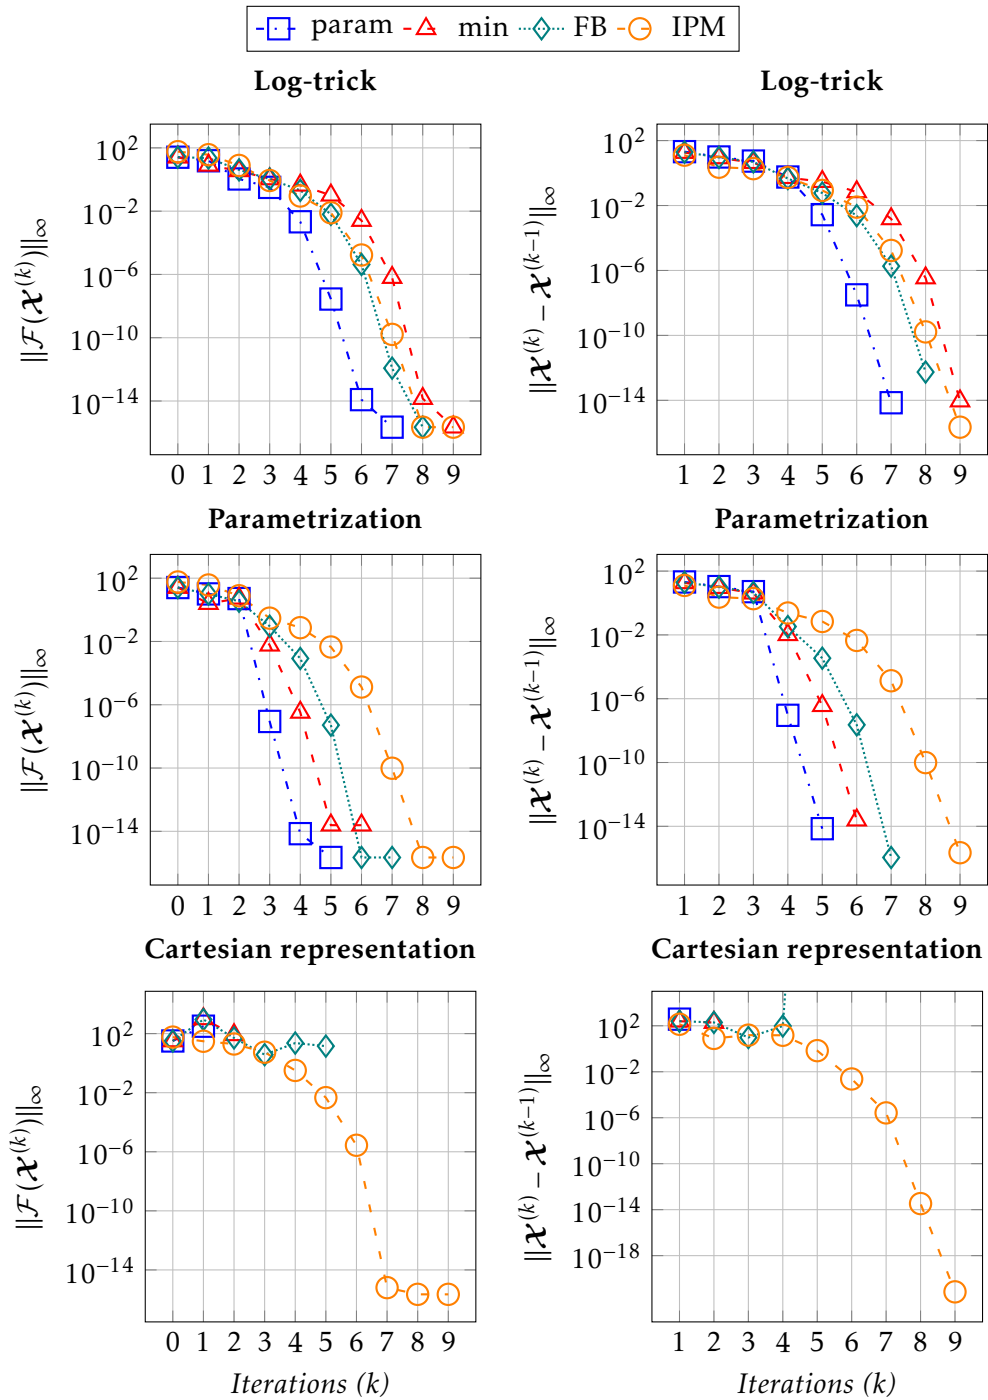 param min FB IPM
Log-trick
||F(X^(k))||∞
10^2
10^-2
10^-6
10^-10
10^-14
0 1 2 3 4 5 6 7 8 9
Log-trick
||X^(k) − X^(k−1)||∞
10^2
10^-2
10^-6
10^-10
10^-14
1 2 3 4 5 6 7 8 9
Parametrization
||F(X^(k))||∞
10^2
10^-2
10^-6
10^-10
10^-14
0 1 2 3 4 5 6 7 8 9
Parametrization
||X^(k) − X^(k−1)||∞
10^2
10^-2
10^-6
10^-10
10^-14
1 2 3 4 5 6 7 8 9
Cartesian representation
||F(X^(k))||∞
10^2
10^-2
10^-6
10^-10
10^-14
0 1 2 3 4 5 6 7 8 9
Iterations (k)
Cartesian representation
||X^(k) − X^(k−1)||∞
10^2
10^-2
10^-6
10^-10
10^-14
10^-18
1 2 3 4 5 6 7 8 9
Iterations (k)